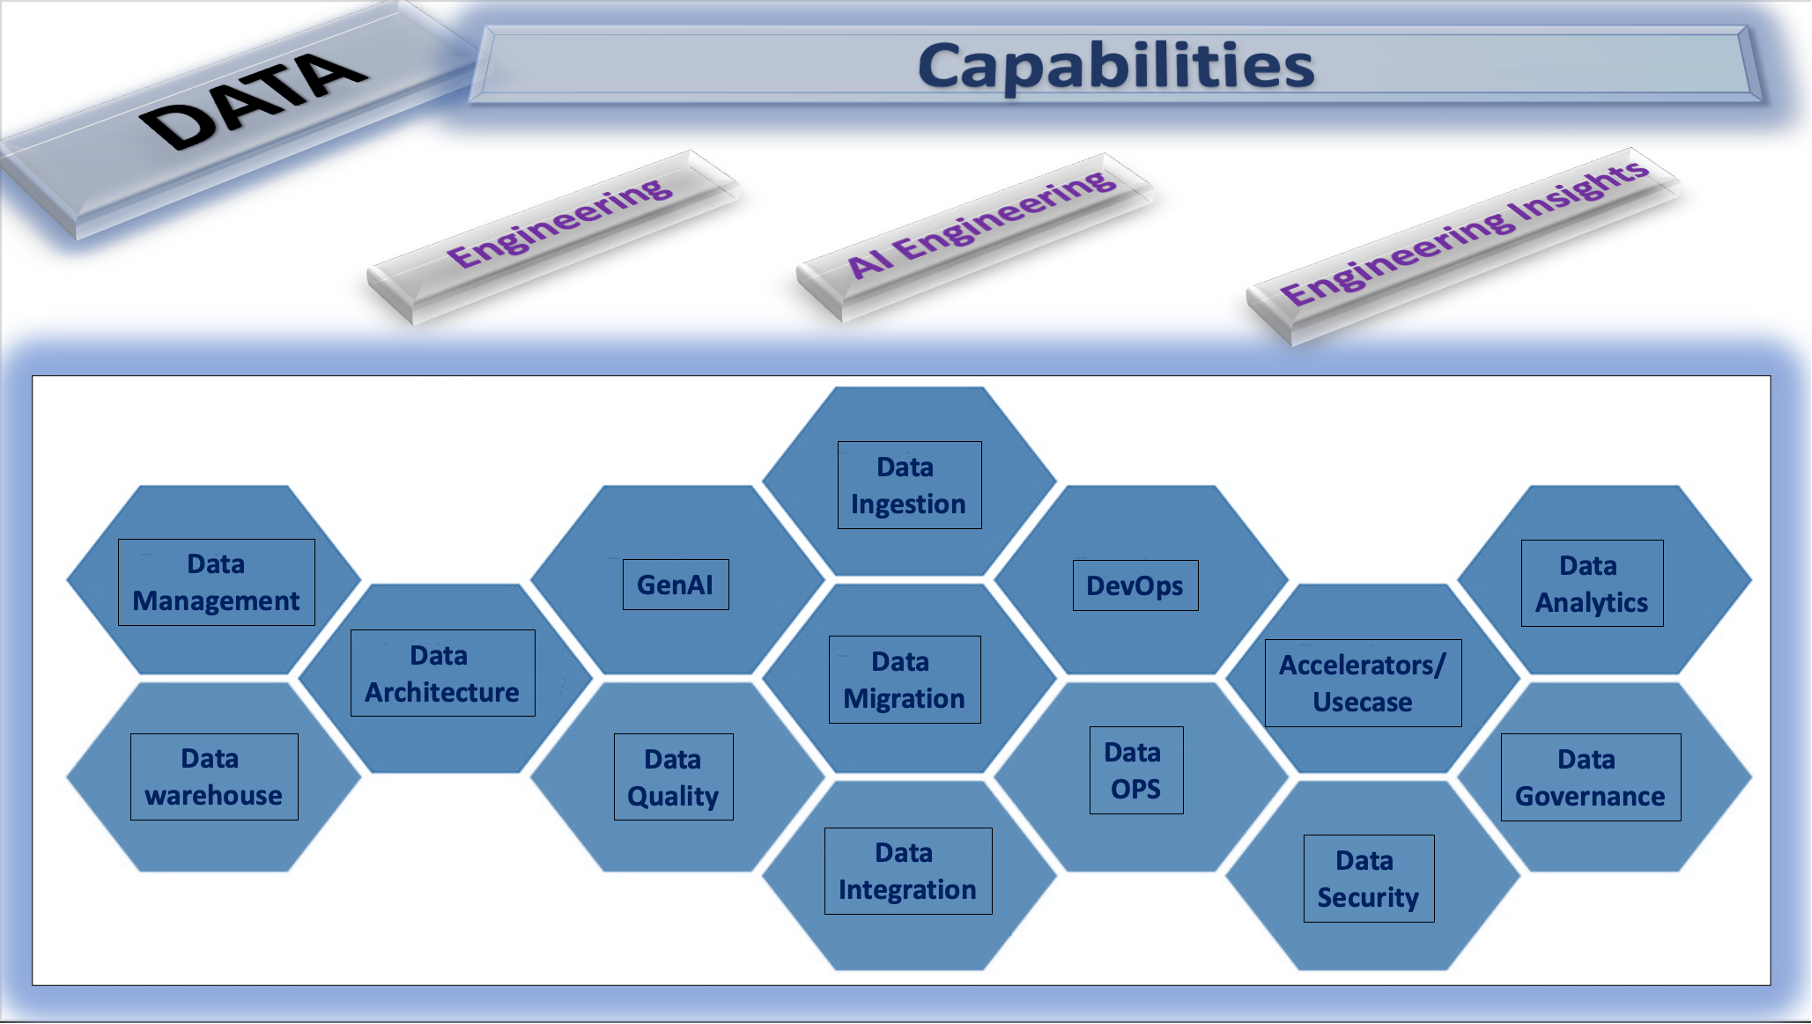 DATA
Capabilities
Engineering
AI Engineering
Engineering Insights
Data
Ingestion
Data
Management
GenAI
DevOps
Data
Analytics
Data
Architecture
Data
Migration
Accelerators/
Usecase
Data
warehouse
Data
Quality
Data
OPS
Data
Governance
Data
Integration
Data
Security